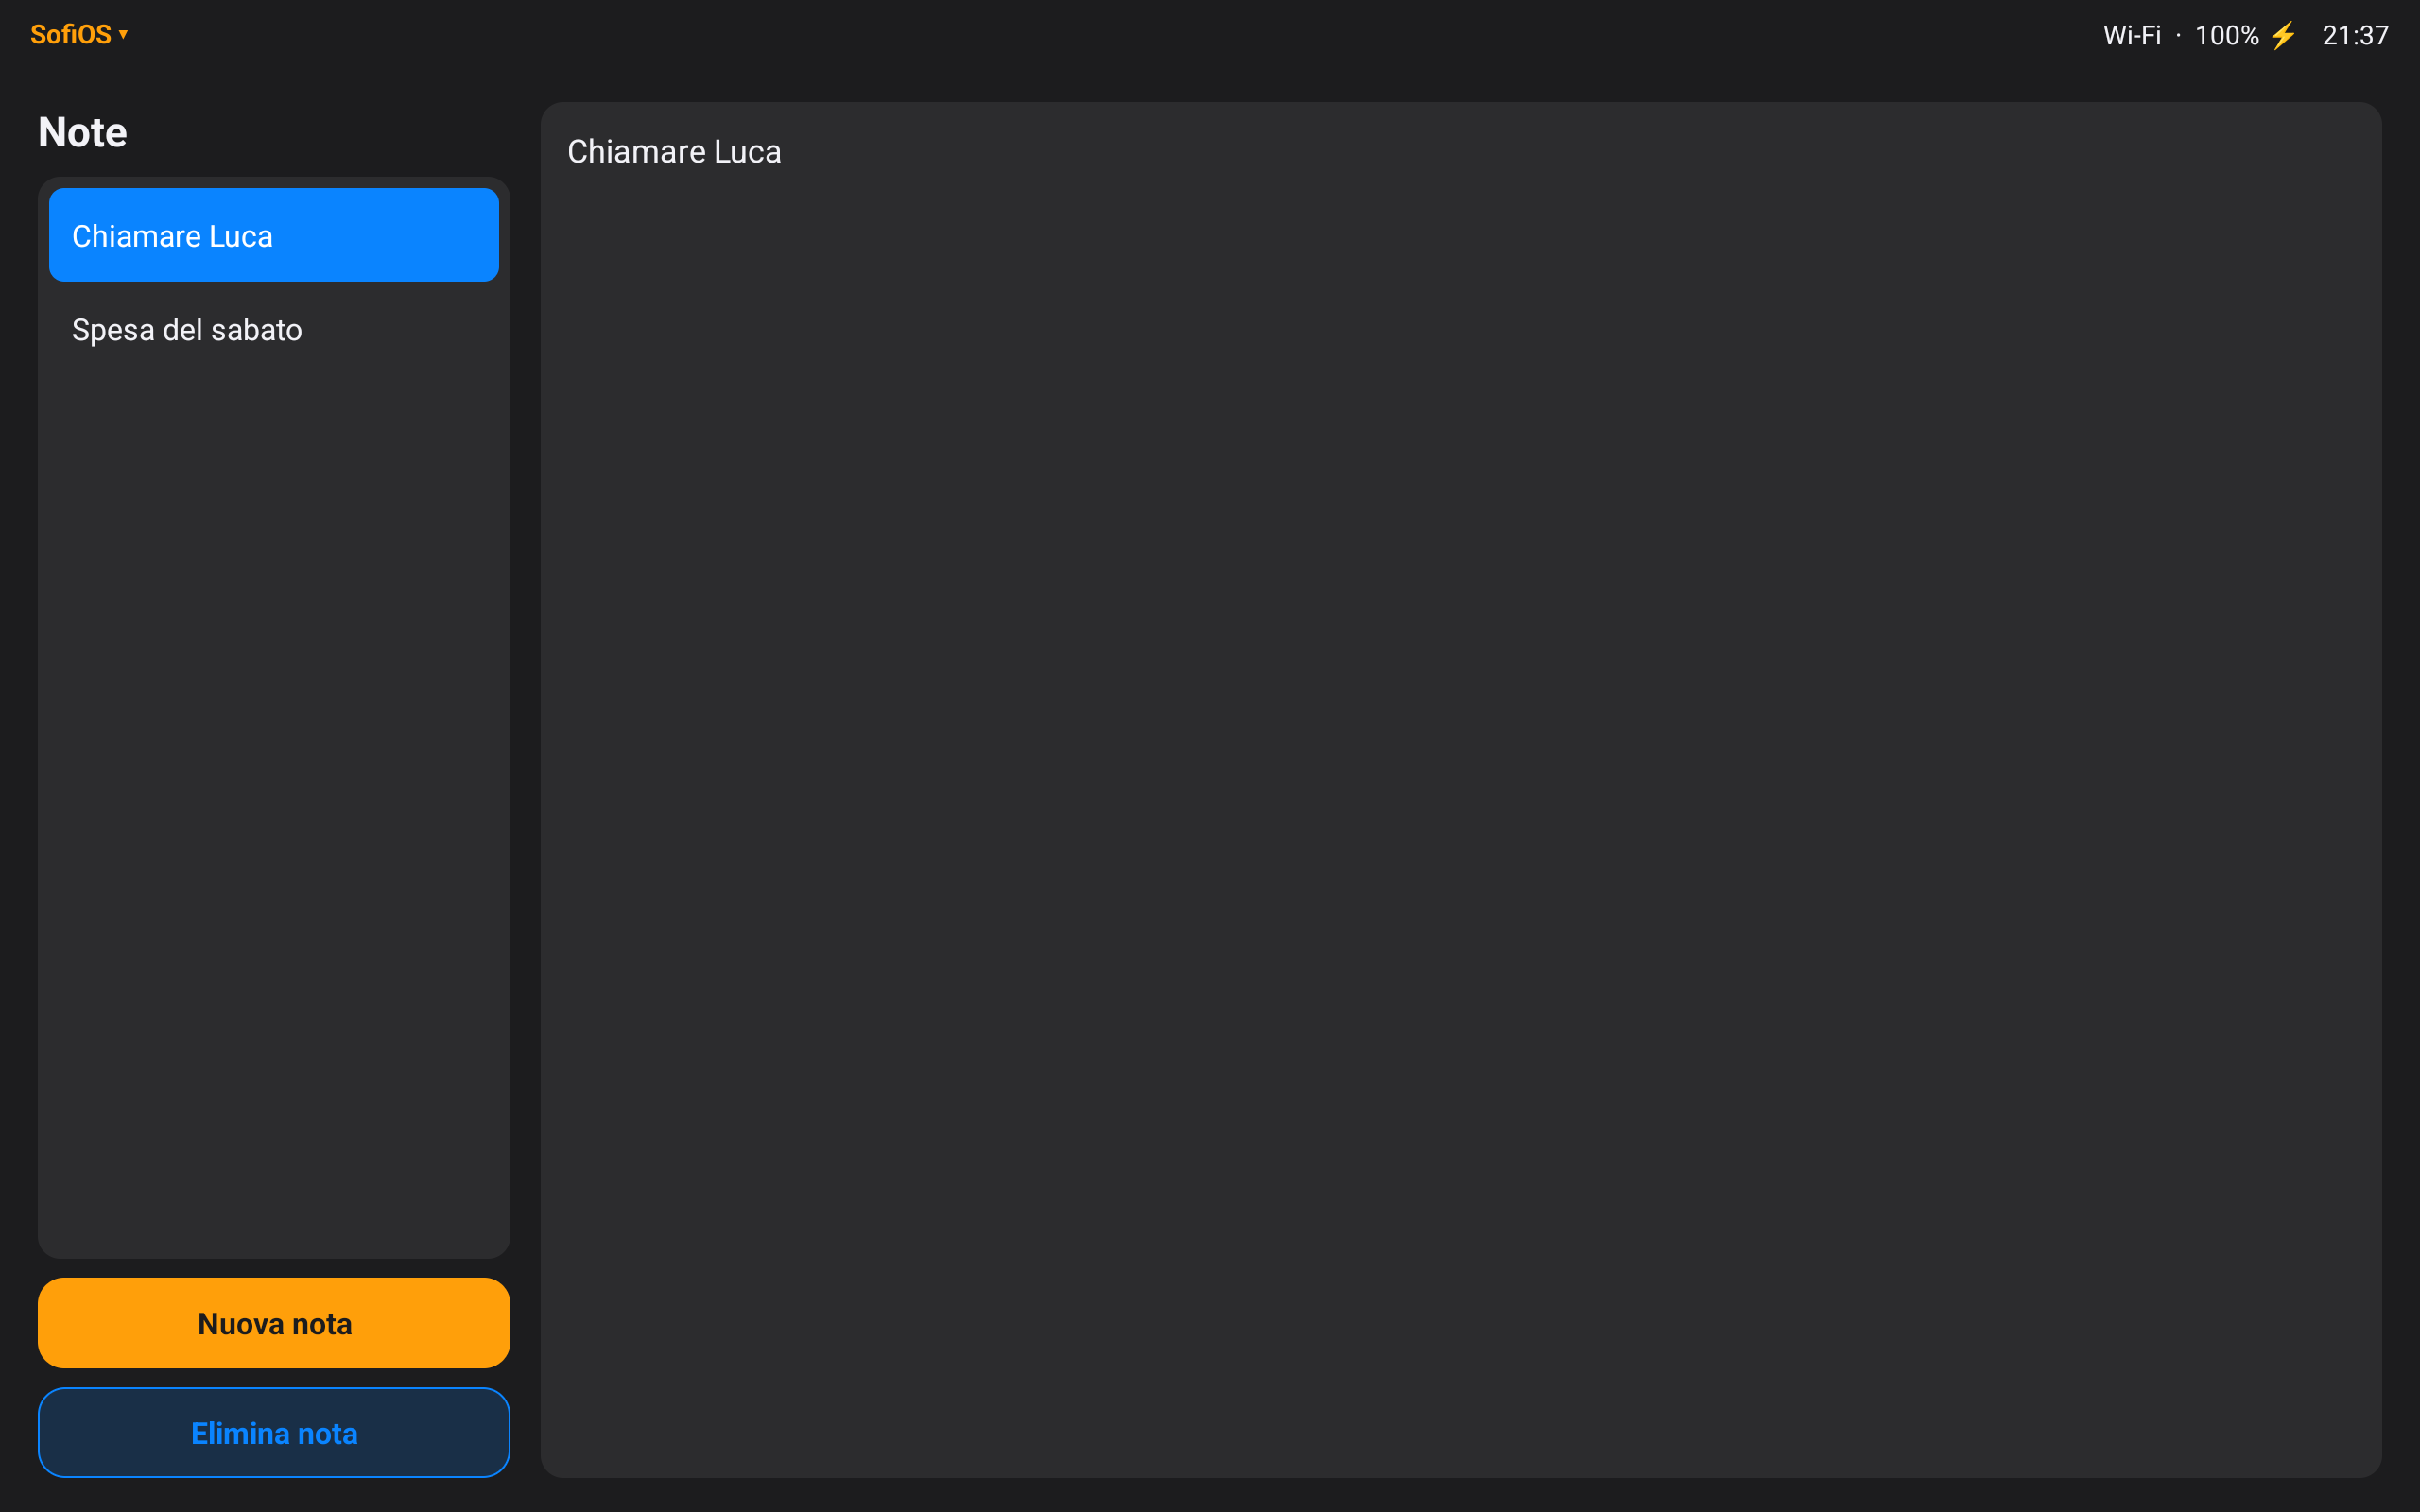 SofiOS ▾
Wi-Fi · 100% ⚡ 21:37
Note
Chiamare Luca
Spesa del sabato
Nuova nota
Elimina nota
Chiamare Luca